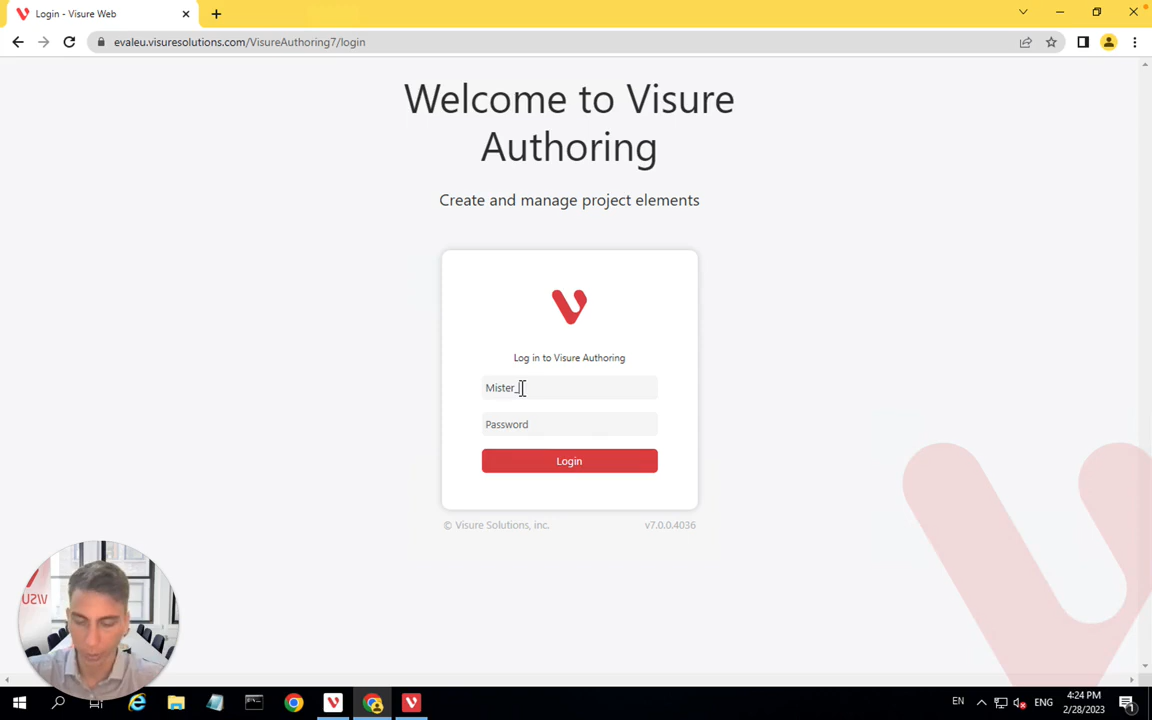 Login - Visure Web
evaleu.visuresolutions.com/VisureAuthoring7/login
Welcome to Visure
Authoring
Create and manage project elements
Log in to Visure Authoring
Mister_
Password
Login
© Visure Solutions, inc.
v7.0.0.4036
VISU
EN
ENG
4:24 PM
2/28/2023
1